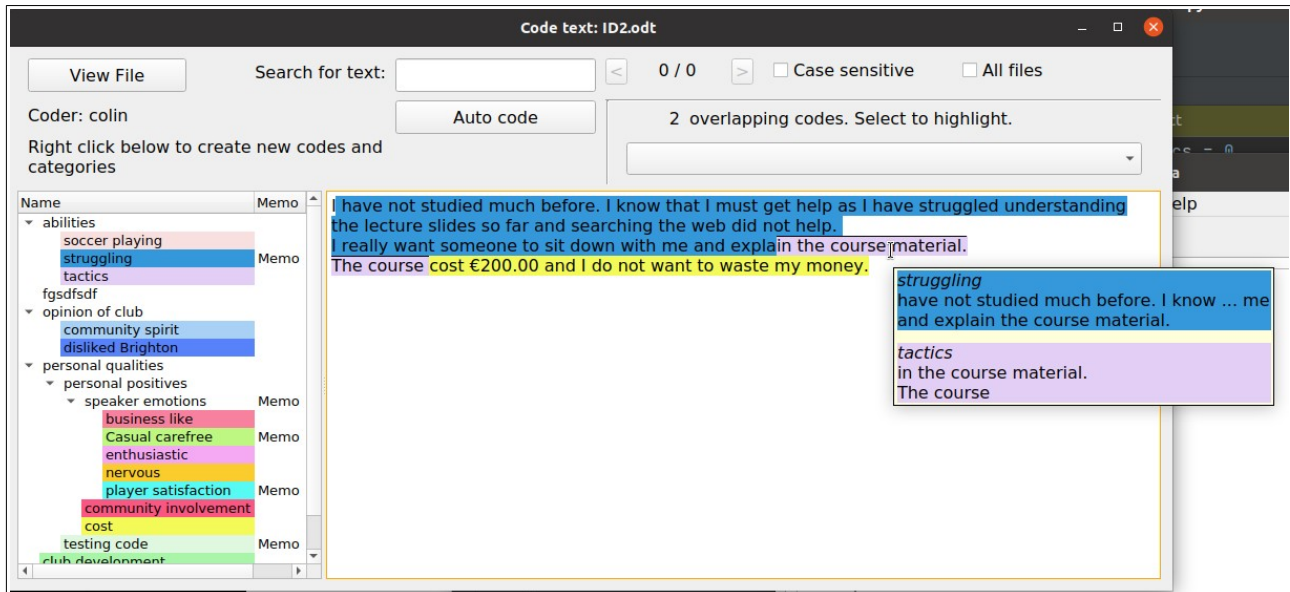 Code text: ID2.odt
View File
Search for text:
<
0 / 0
>
Case sensitive
All files
Coder: colin
Auto code
2 overlapping codes. Select to highlight.
Right click below to create new codes and
categories
Name Memo
abilities
soccer playing
struggling Memo
tactics
fgsdfsdf
opinion of club
community spirit
disliked Brighton
personal qualities
personal positives
speaker emotions Memo
business like
Casual carefree Memo
enthusiastic
nervous
player satisfaction Memo
community involvement
cost
testing code Memo
club development
I have not studied much before. I know that I must get help as I have struggled understanding
the lecture slides so far and searching the web did not help.
I really want someone to sit down with me and explain the course material.
The course cost €200.00 and I do not want to waste my money.
struggling
have not studied much before. I know ... me
and explain the course material.
tactics
in the course material.
The course
elp